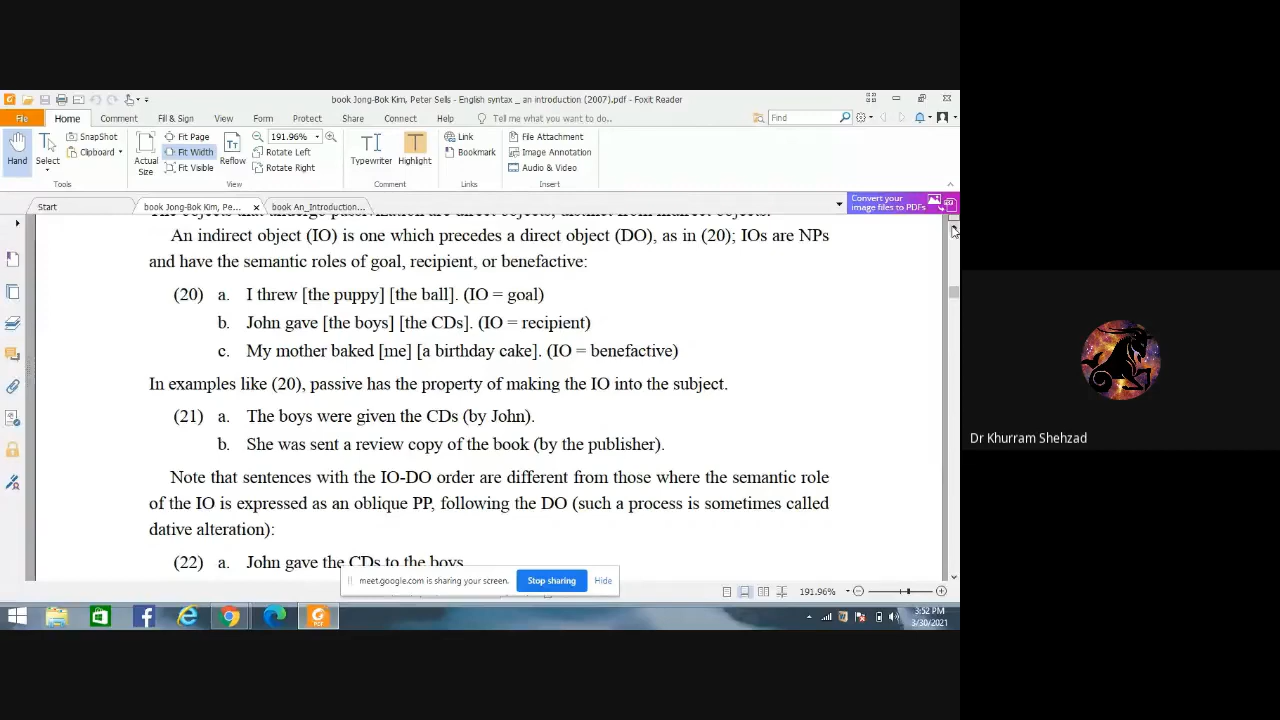 book Jong-Bok Kim, Peter Sells - English syntax _ an introduction (2007).pdf - Foxit Reader
File Home Comment Fill & Sign View Form Protect Share Connect Help Tell me what you want to do.. Find
Hand Select SnapShot Clipboard Actual Size Fit Page Fit Width Fit Visible Reflow 191.96% Rotate Left Rotate Right Typewriter Highlight Link Bookmark File Attachment Image Annotation Audio & Video
Tools View Comment Links Insert
Start book Jong-Bok Kim, Pe... book An_Introduction... Convert your image files to PDFs
The objects that undergo passivization are direct objects, distinct from indirect objects.
An indirect object (IO) is one which precedes a direct object (DO), as in (20); IOs are NPs
and have the semantic roles of goal, recipient, or benefactive:
(20) a. I threw [the puppy] [the ball]. (IO = goal)
b. John gave [the boys] [the CDs]. (IO = recipient)
c. My mother baked [me] [a birthday cake]. (IO = benefactive)
In examples like (20), passive has the property of making the IO into the subject.
(21) a. The boys were given the CDs (by John).
b. She was sent a review copy of the book (by the publisher).
Note that sentences with the IO-DO order are different from those where the semantic role
of the IO is expressed as an oblique PP, following the DO (such a process is sometimes called
dative alteration):
(22) a. John gave the CDs to the boys.
meet.google.com is sharing your screen. Stop sharing Hide
191.96%
3:52 PM
3/30/2021
Dr Khurram Shehzad